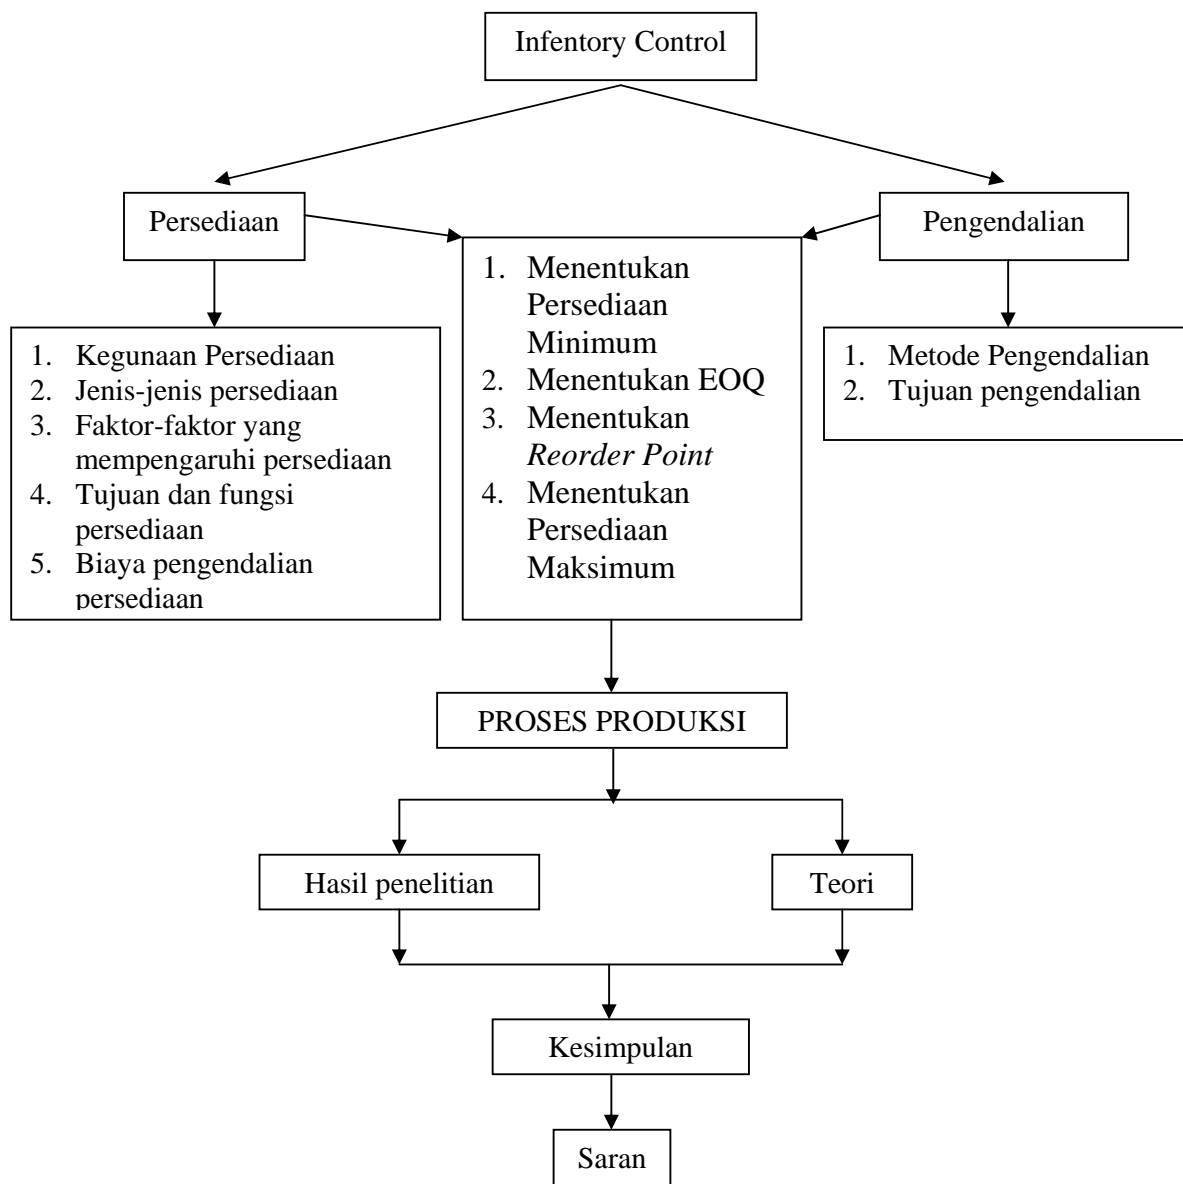 Infentory Control
Persediaan
Pengendalian
1. Kegunaan Persediaan
2. Jenis-jenis persediaan
3. Faktor-faktor yang
mempengaruhi persediaan
4. Tujuan dan fungsi
persediaan
5. Biaya pengendalian
persediaan
1. Menentukan
Persediaan
Minimum
2. Menentukan EOQ
3. Menentukan
Reorder Point
4. Menentukan
Persediaan
Maksimum
1. Metode Pengendalian
2. Tujuan pengendalian
PROSES PRODUKSI
Hasil penelitian
Teori
Kesimpulan
Saran